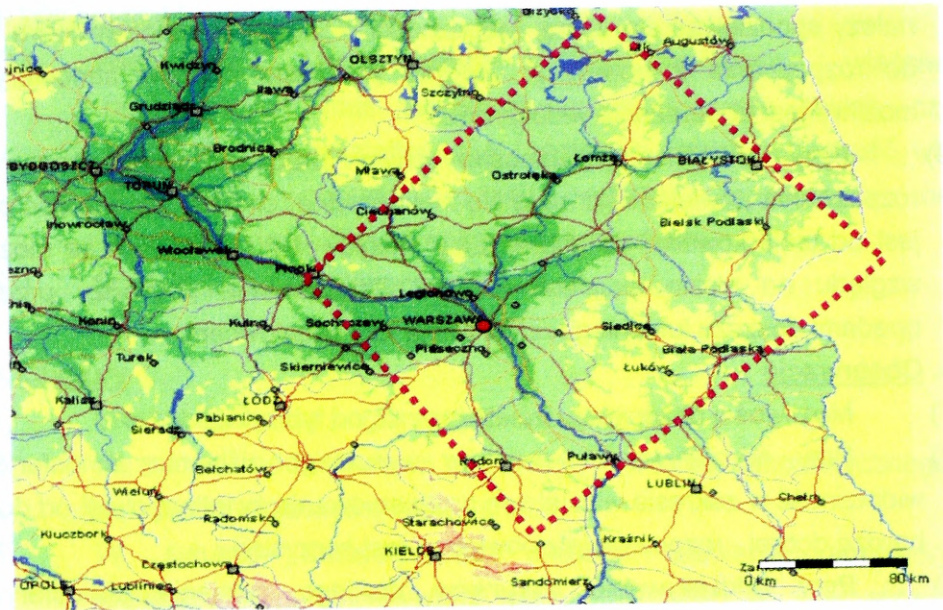 Augustów
OLSZTYN
Kwidzyn
Iława
Szczytno
Grudziądz
Brodnica
Łomża
BIAŁYSTOK
BYDGOSZCZ
Mława
Ostrołęka
TORUŃ
Ciechanów
Bielsk Podlaski
Inowrocław
Włocławek
Płock
Legionowo
WARSZAWA
Konin
Kutno
Sochaczew
Siedlce
Piaseczno
Biała Podlaska
Turek
Skierniewice
Łuków
Kalisz
ŁÓDŹ
Pabianice
Sieradz
Radom
Puławy
Bełchatów
LUBLIN
Wieluń
Chełm
Radomsko
Starachowice
Kluczbork
KIELCE
Kraśnik
Częstochowa
OPOLE
Lubliniec
Sandomierz
0 km
80 km